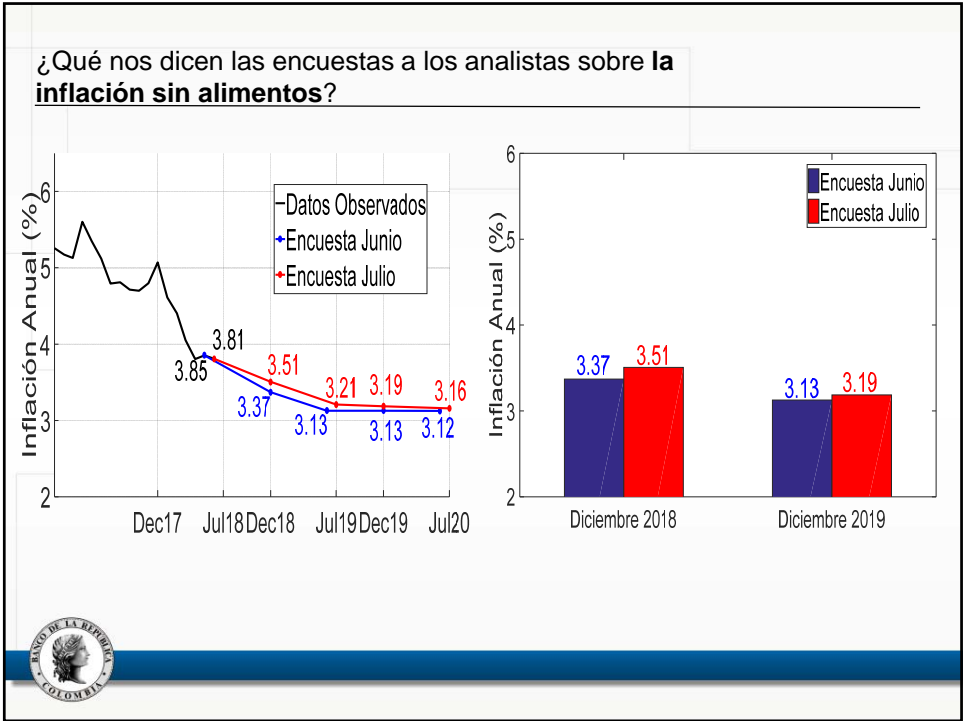 ¿Qué nos dicen las encuestas a los analistas sobre la
inflación sin alimentos?
Inflación Anual (%)
6
5
4
3
2
Datos Observados
Encuesta Junio
Encuesta Julio
3.81
3.85
3.51
3.37
3.21
3.19
3.16
3.13
3.13
3.12
Dec17
Jul18
Dec18
Jul19
Dec19
Jul20
Inflación Anual (%)
6
5
4
3
2
Encuesta Junio
Encuesta Julio
3.37
3.51
3.13
3.19
Diciembre 2018
Diciembre 2019
BANCO DE LA REPUBLICA
COLOMBIA